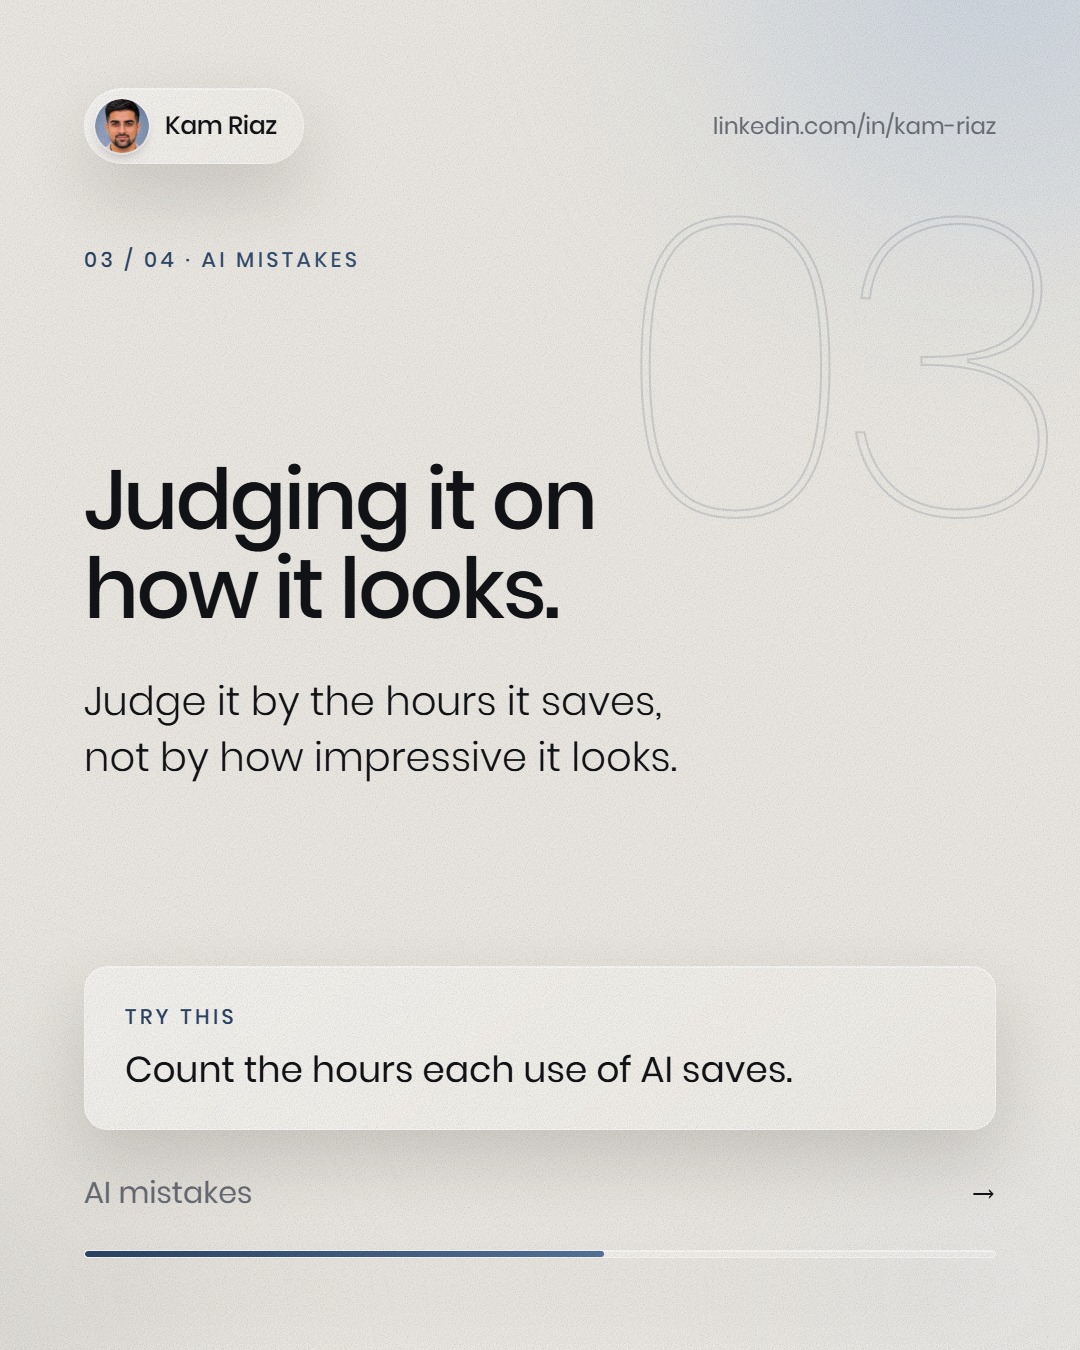 Kam Riaz
linkedin.com/in/kam-riaz
03 / 04 · AI MISTAKES
03
Judging it on
how it looks.
Judge it by the hours it saves,
not by how impressive it looks.
TRY THIS
Count the hours each use of AI saves.
AI mistakes →